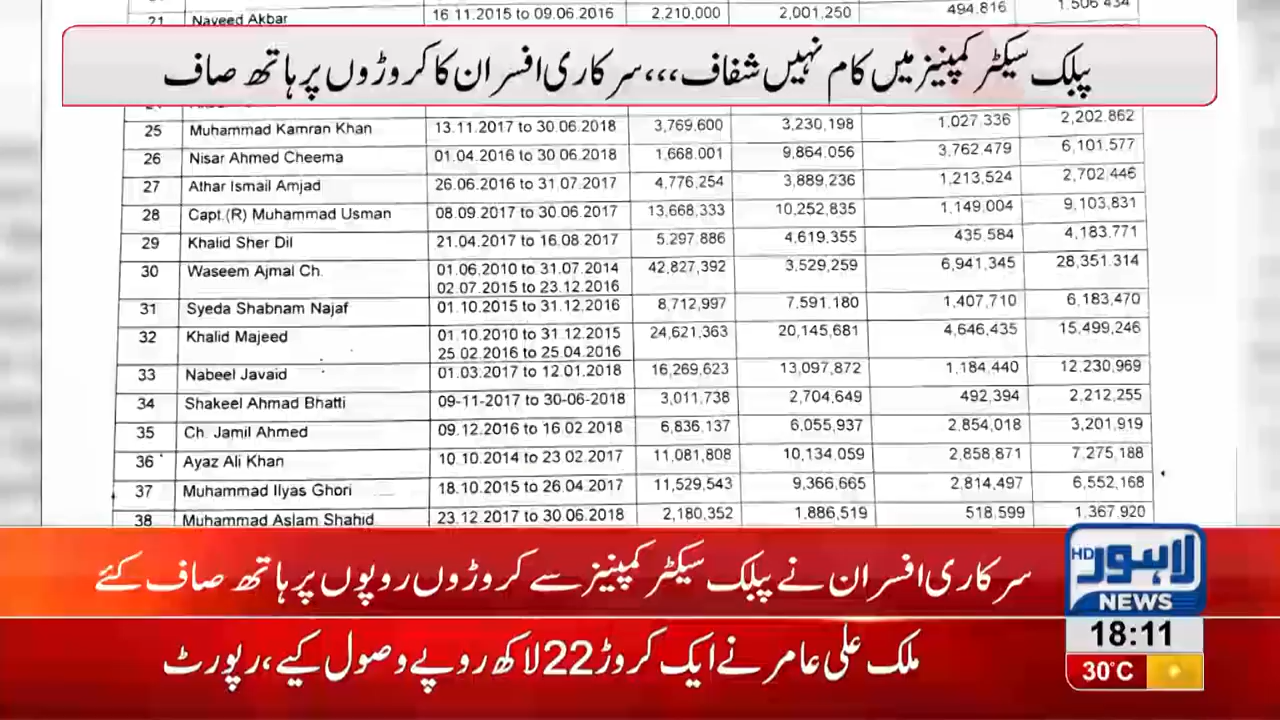 21 Naveed Akbar 16 11.2015 to 09.06.2016 2,210,000 2,001,250 494.816 1,506 434
پبلک سیکٹر کمپنیز میں کام نہیں شفاف،،،سرکاری افسران کا کروڑوں پر ہاتھ صاف
25 Muhammad Kamran Khan 13.11.2017 to 30.06.2018 3,769.600 3,230,198 1,027 336 2,202.862
26 Nisar Ahmed Cheema 01.04.2016 to 30 06.2018 1,668.001 9,864.056 3,762.479 6,101.577
27 Athar Ismail Amjad 26.06.2016 to 31.07.2017 4,776,254 3,889,236 1,213,524 2,702,446
28 Capt.(R) Muhammad Usman 08.09.2017 to 30.06.2017 13,668,333 10,252,835 1,149,004 9,103,831
29 Khalid Sher Dil 21.04.2017 to 16.08 2017 5.297.886 4,619,355 435,584 4,183.771
30 Waseem Ajmal Ch. 01.06.2010 to 31.07.2014 42,827,392 3,529,259 6,941,345 28,351.314
02.07.2015 to 23.12.2016
31 Syeda Shabnam Najaf 01.10.2015 to 31.12.2016 8,712,997 7,591.180 1,407,710 6,183,470
32 Khalid Majeed 01.10.2010 to 31.12.2015 24,621,363 20,145,681 4,646,435 15,499,246
25.02.2016 to 25.04.2016
33 Nabeel Javaid 01.03.2017 to 12.01.2018 16,269,623 13,097,872 1,184,440 12,230,969
34 Shakeel Ahmad Bhatti 09-11-2017 to 30-06-2018 3,011,738 2,704,649 492,394 2,212,255
35 Ch. Jamil Ahmed 09.12.2016 to 16.02.2018 6,836,137 6,055,937 2,854,018 3,201,919
36 Ayaz Ali Khan 10.10.2014 to 23.02.2017 11,081,808 10,134,059 2,858,871 7,275,188
37 Muhammad Ilyas Ghori 18.10.2015 to 26.04.2017 11,529,543 9,366,665 2,814,497 6,552,168
38 Muhammad Aslam Shahid 23.12.2017 to 30.06.2018 2,180,352 1,886,519 518,599 1,367,920
سرکاری افسران نے پبلک سیکٹر کمپنیز سے کروڑوں روپوں پر ہاتھ صاف کئے
ملک علی عامر نے ایک کروڑ 22 لاکھ روپے وصول کیے، رپورٹ
لاہور HD
NEWS
18:11
30°C